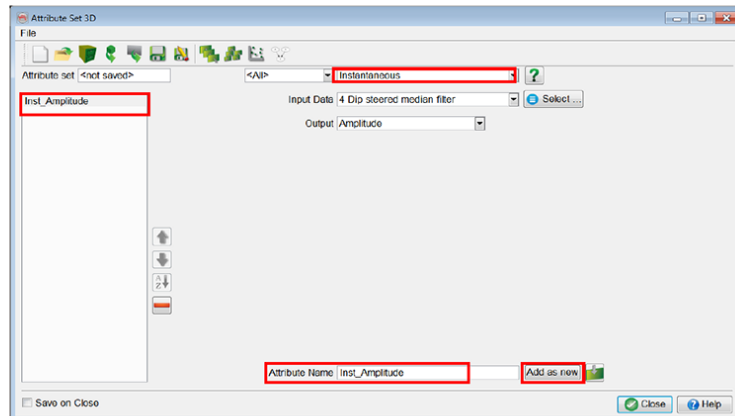 Attribute Set 3D
File
Attribute set <not saved> <All> Instantaneous ?
Inst_Amplitude
Input Data 4 Dip steered median filter Select ...
Output Amplitude
A
Z
Attribute Name Inst_Amplitude Add as new
Save on Close
Close ? Help